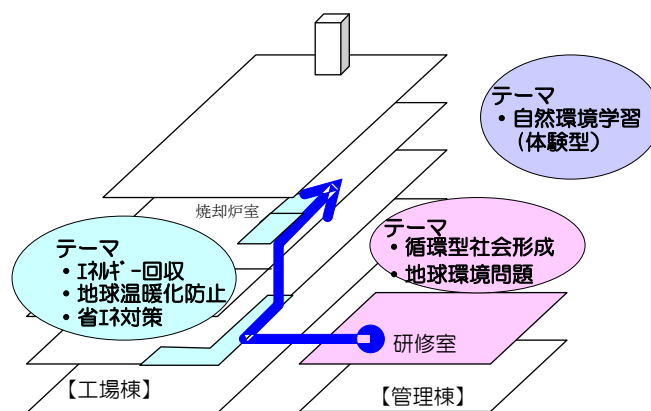 テーマ
・自然環境学習
（体験型）
焼却炉室
テーマ
・ｴﾈﾙｷﾞｰ回収
・地球温暖化防止
・省ｴﾈ対策
テーマ
・循環型社会形成
・地球環境問題
研修室
【工場棟】
【管理棟】